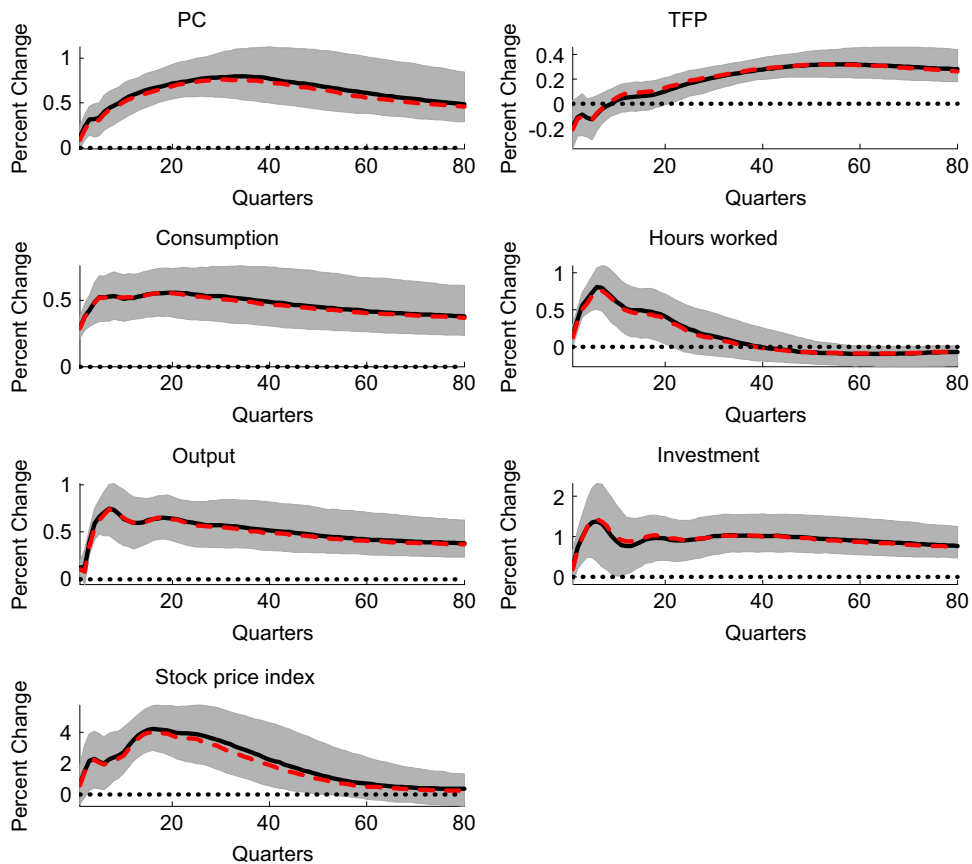 PC
Percent Change
1
0.5
0
20 40 60 80
Quarters
TFP
Percent Change
0.4
0.2
0
-0.2
20 40 60 80
Quarters
Consumption
Percent Change
0.5
0
20 40 60 80
Quarters
Hours worked
Percent Change
1
0.5
0
20 40 60 80
Quarters
Output
Percent Change
1
0.5
0
20 40 60 80
Quarters
Investment
Percent Change
2
1
0
20 40 60 80
Quarters
Stock price index
Percent Change
4
2
0
20 40 60 80
Quarters